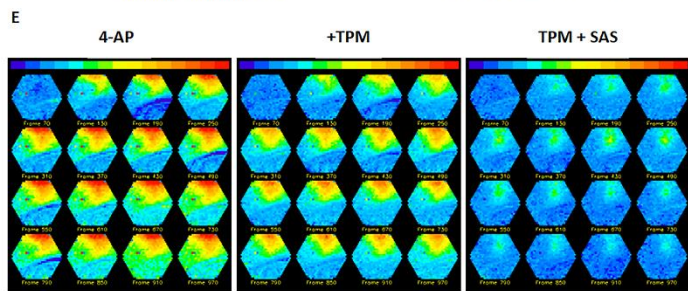 E
4-AP
+TPM
TPM + SAS
Frame 70 Frame 130 Frame 190 Frame 250
Frame 310 Frame 370 Frame 430 Frame 490
Frame 550 Frame 610 Frame 670 Frame 730
Frame 790 Frame 850 Frame 910 Frame 970
Frame 70 Frame 130 Frame 190 Frame 250
Frame 310 Frame 370 Frame 430 Frame 490
Frame 550 Frame 610 Frame 670 Frame 730
Frame 790 Frame 850 Frame 910 Frame 970
Frame 70 Frame 130 Frame 190 Frame 250
Frame 310 Frame 370 Frame 430 Frame 490
Frame 550 Frame 610 Frame 670 Frame 730
Frame 790 Frame 850 Frame 910 Frame 970